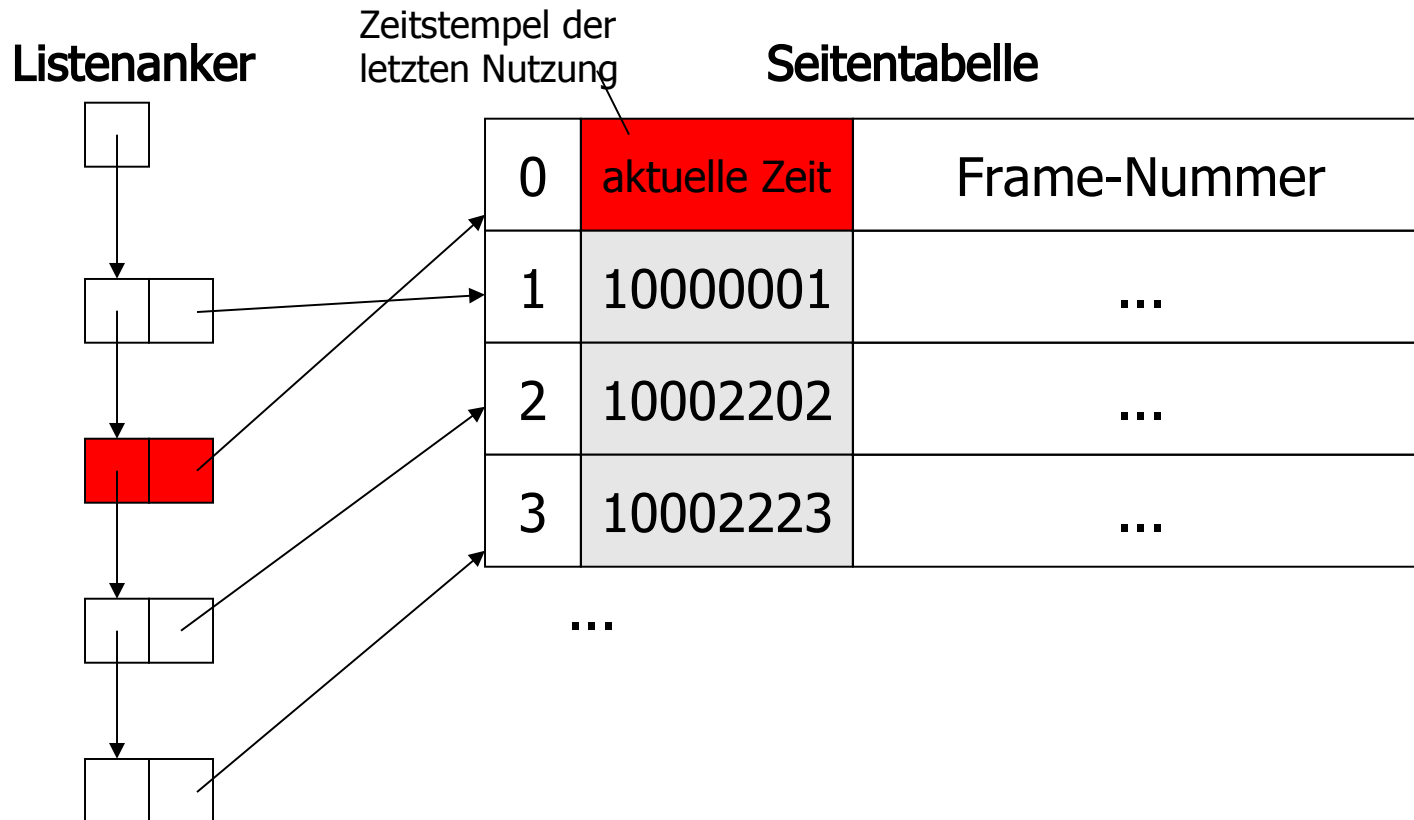 Zeitstempel der
letzten Nutzung
Listenanker
Seitentabelle
0 aktuelle Zeit Frame-Nummer
1 10000001 ...
2 10002202 ...
3 10002223 ...
...